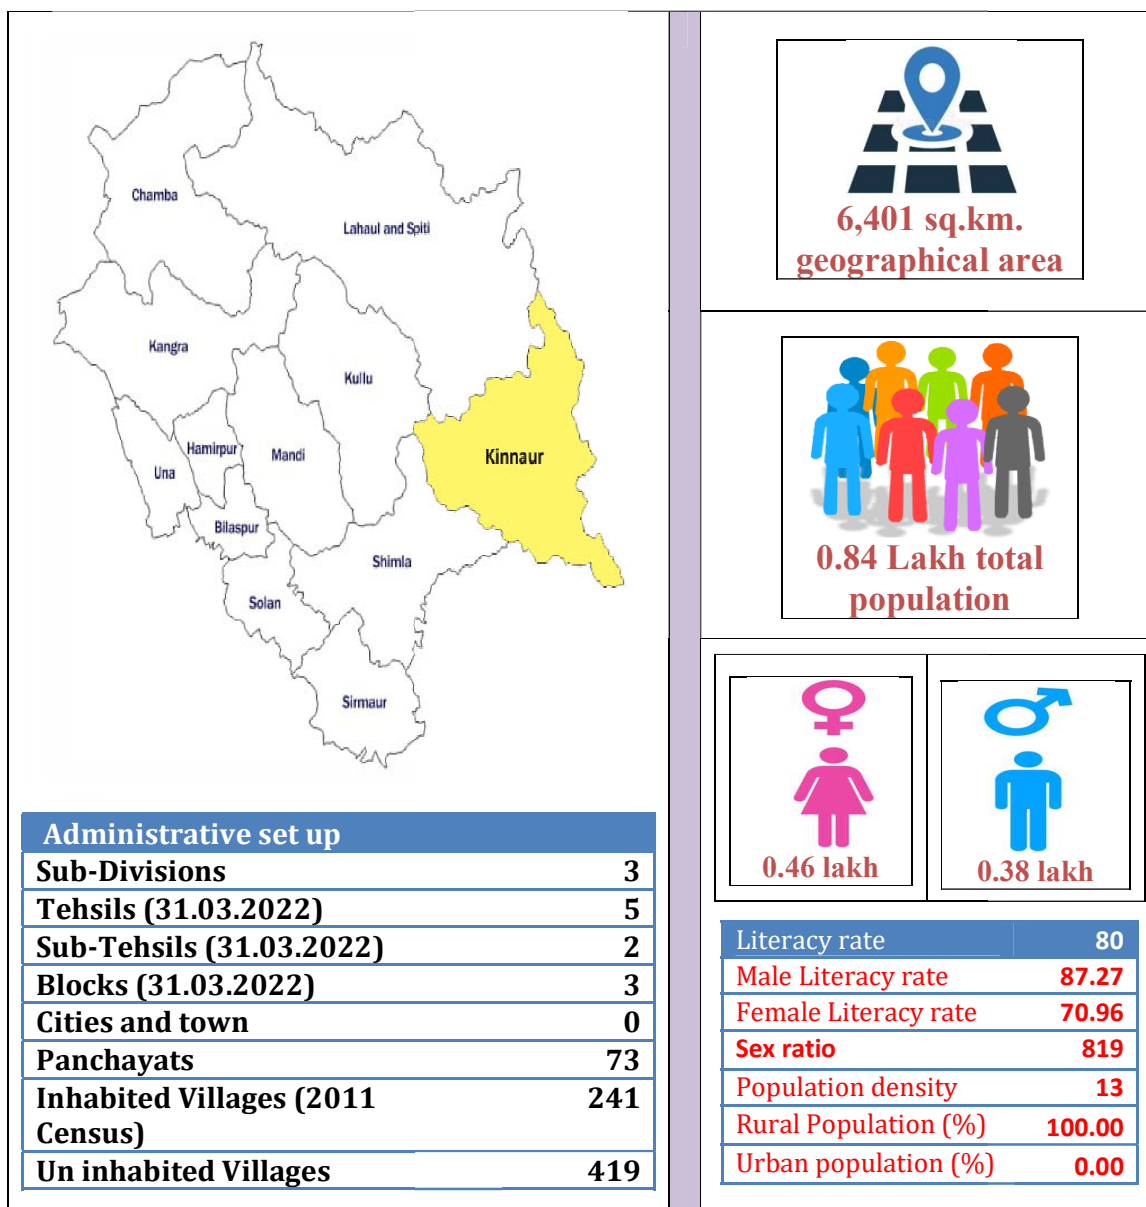 Chamba
Lahaul and Spiti
Kangra
Kullu
Hamirpur
Mandi
Kinnaur
Una
Bilaspur
Shimla
Solan
Sirmaur
Administrative set up
Sub-Divisions 3
Tehsils (31.03.2022) 5
Sub-Tehsils (31.03.2022) 2
Blocks (31.03.2022) 3
Cities and town 0
Panchayats 73
Inhabited Villages (2011 241
Census)
Un inhabited Villages 419
6,401 sq.km.
geographical area
0.84 Lakh total
population
0.46 lakh
0.38 lakh
Literacy rate 80
Male Literacy rate 87.27
Female Literacy rate 70.96
Sex ratio 819
Population density 13
Rural Population (%) 100.00
Urban population (%) 0.00